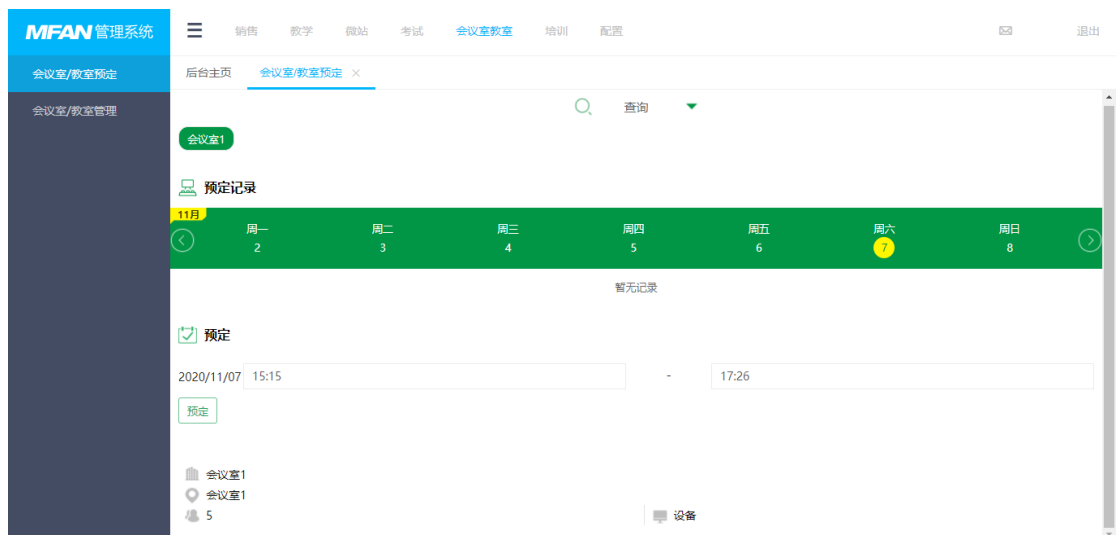 MFAN 管理系统 销售 教学 微站 考试 会议室教室 培训 配置 退出
会议室/教室预定 后台主页 会议室/教室预定
会议室/教室管理 查询
会议室1
预定记录
11月
周一 周二 周三 周四 周五 周六 周日
2 3 4 5 6 7 8
暂无记录
预定
2020/11/07 15:15 - 17:26
预定
会议室1
会议室1
5 设备